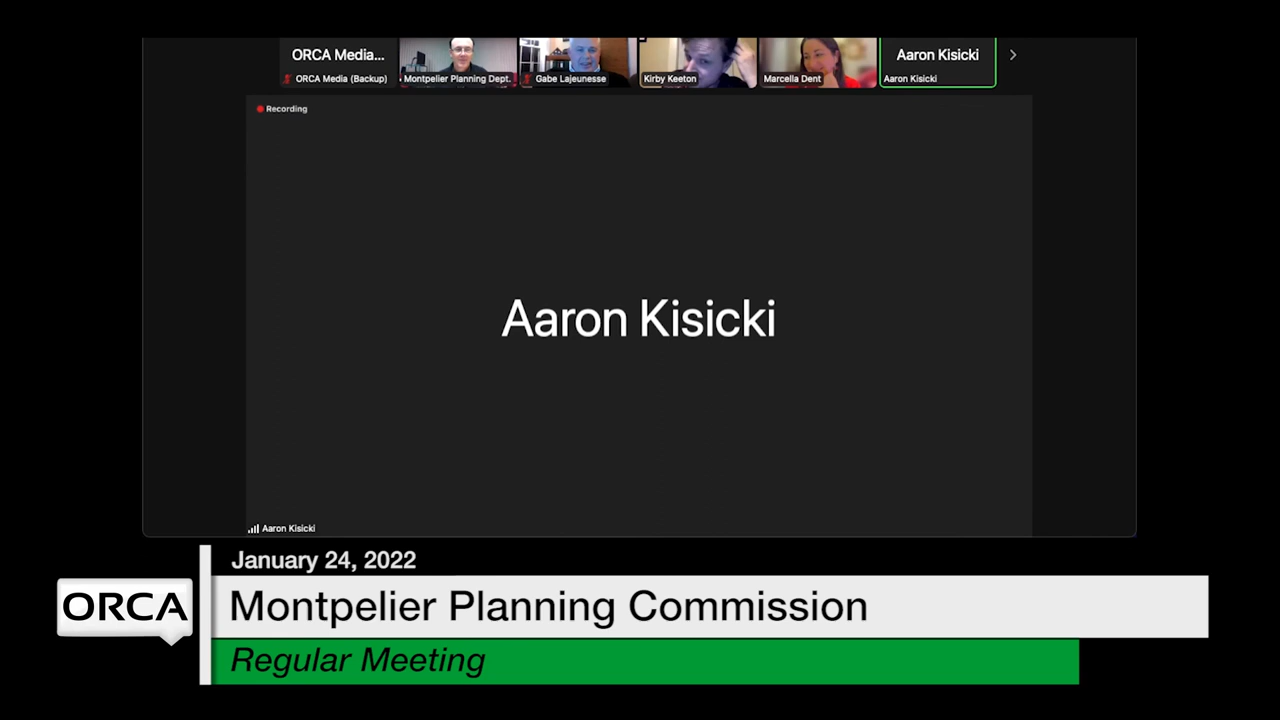 ORCA Media...
Aaron Kisicki
ORCA Media (Backup)
Montpelier Planning Dept.
Gabe Lajeunesse
Kirby Keeton
Marcella Dent
Aaron Kisicki
Recording
Aaron Kisicki
Aaron Kisicki
January 24, 2022
ORCA
Montpelier Planning Commission
Regular Meeting